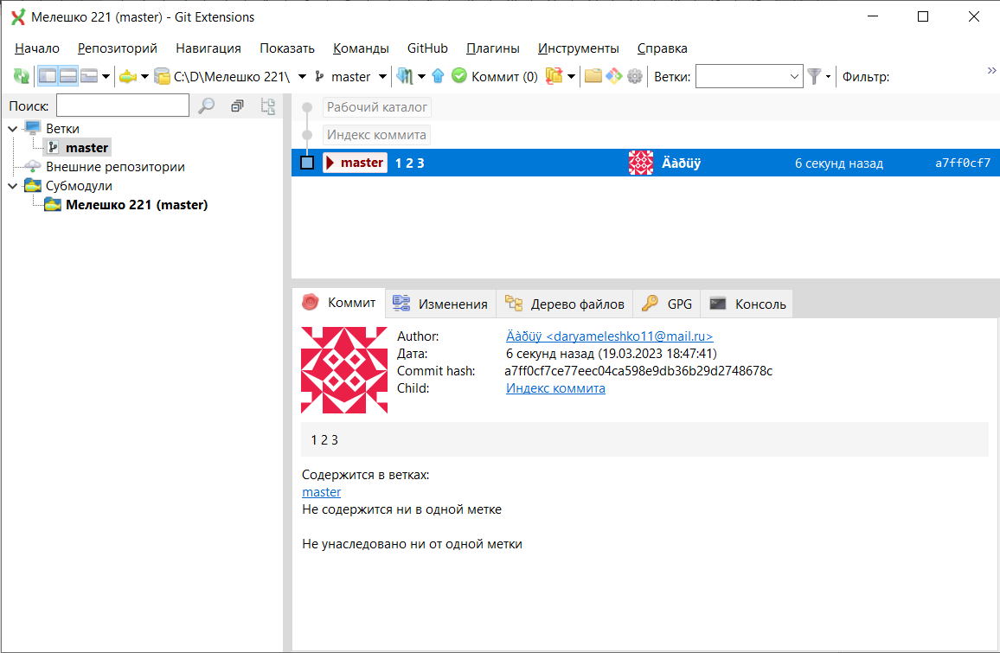 Мелешко 221 (master) - Git Extensions
Начало Репозиторий Навигация Показать Команды GitHub Плагины Инструменты Справка
C:\D\Мелешко 221\ master Коммит (0) Ветки: Фильтр:
Поиск:
Ветки
master
Внешние репозитории
Субмодули
Мелешко 221 (master)
Рабочий каталог
Индекс коммита
master 1 2 3 Äàðüÿ 6 секунд назад a7ff0cf7
Коммит Изменения Дерево файлов GPG Консоль
Author: Äàðüÿ <daryameleshko11@mail.ru>
Дата: 6 секунд назад (19.03.2023 18:47:41)
Commit hash: a7ff0cf7ce77eec04ca598e9db36b29d2748678c
Child: Индекс коммита
1 2 3
Содержится в ветках:
master
Не содержится ни в одной метке
Не унаследовано ни от одной метки